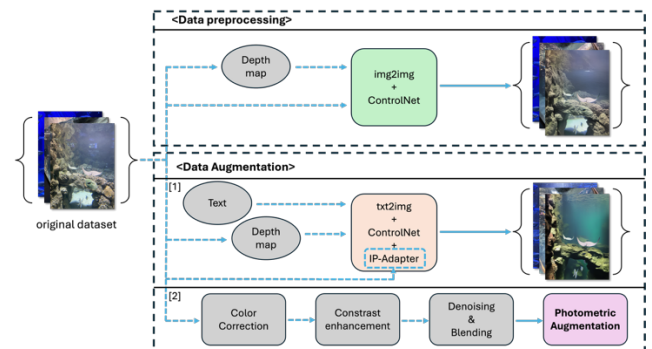 <Data preprocessing>
Depth
map
img2img
+
ControlNet
original dataset
<Data Augmentation>
[1]
Text
Depth
map
txt2img
+
ControlNet
+
IP-Adapter
[2]
Color
Correction
Constrast
enhancement
Denoising
&
Blending
Photometric
Augmentation